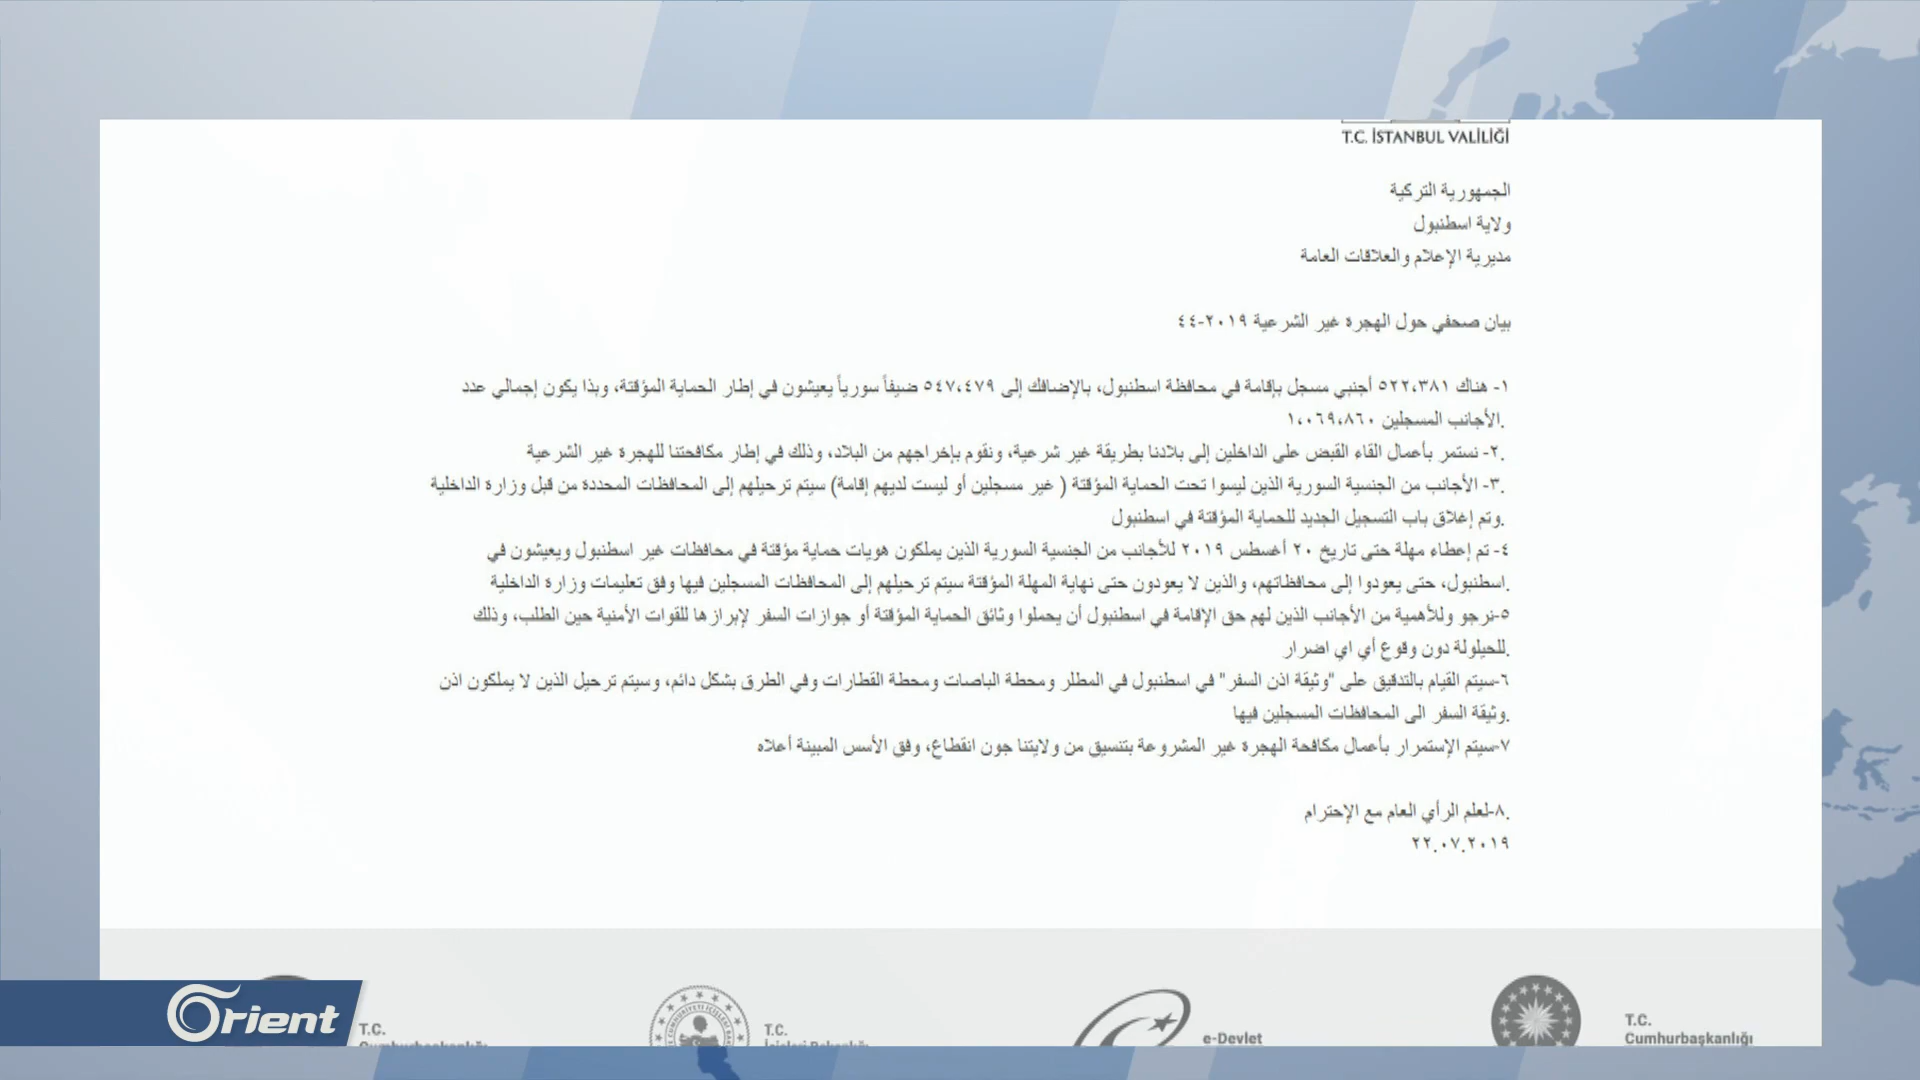 T.C. İSTANBUL VALİLİĞİ
الجمهورية التركية
ولاية اسطنبول
مديرية الإعلام والعلاقات العامة
بيان صحفي حول الهجرة غير الشرعية ٢٠١٩-٤٤
١- هناك ٥٢٢،٣٨١ أجنبي مسجل بإقامة في محافظة اسطنبول، بالإضافك إلى ٥٤٧،٤٧٩ ضيفاً سورياً يعيشون في إطار الحماية المؤقتة، وبذا يكون إجمالي عدد
.الأجانب المسجلين ١،٠٦٩،٨٦٠
.٢- نستمر بأعمال القاء القبض على الداخلين إلى بلادنا بطريقة غير شرعية، ونقوم بإخراجهم من البلاد، وذلك في إطار مكافحتنا للهجرة غير الشرعية
.٣- الأجانب من الجنسية السورية الذين ليسوا تحت الحماية المؤقتة ( غير مسجلين أو ليست لديهم إقامة) سيتم ترحيلهم إلى المحافظات المحددة من قبل وزارة الداخلية
.وتم إغلاق باب التسجيل الجديد للحماية المؤقتة في اسطنبول
٤- تم إعطاء مهلة حتى تاريخ ٢٠ أغسطس ٢٠١٩ للأجانب من الجنسية السورية الذين يملكون هويات حماية مؤقتة في محافظات غير اسطنبول ويعيشون في
.اسطنبول، حتى يعودوا إلى محافظاتهم، والذين لا يعودون حتى نهاية المهلة المؤقتة سيتم ترحيلهم إلى المحافظات المسجلين فيها وفق تعليمات وزارة الداخلية
٥-نرجو وللأهمية من الأجانب الذين لهم حق الإقامة في اسطنبول أن يحملوا وثائق الحماية المؤقتة أو جوازات السفر لإبرازها للقوات الأمنية حين الطلب، وذلك
.للحيلولة دون وقوع أي اي اضرار
٦-سيتم القيام بالتدقيق على "وثيقة اذن السفر" في اسطنبول في المطلر ومحطة الباصات ومحطة القطارات وفي الطرق بشكل دائم، وسيتم ترحيل الذين لا يملكون اذن
.وثيقة السفر الى المحافظات المسجلين فيها
٧-سيتم الإستمرار بأعمال مكافحة الهجرة غير المشروعة بتنسيق من ولايتنا جون انقطاع، وفق الأسس المبينة أعلاه
.٨-لعلم الرأي العام مع الإحترام
٢٢.٠٧.٢٠١٩
Orient
T.C.
Cumhurbaşkanlığı
T.C.
İçişleri Bakanlığı
e-Devlet
T.C.
Cumhurbaşkanlığı